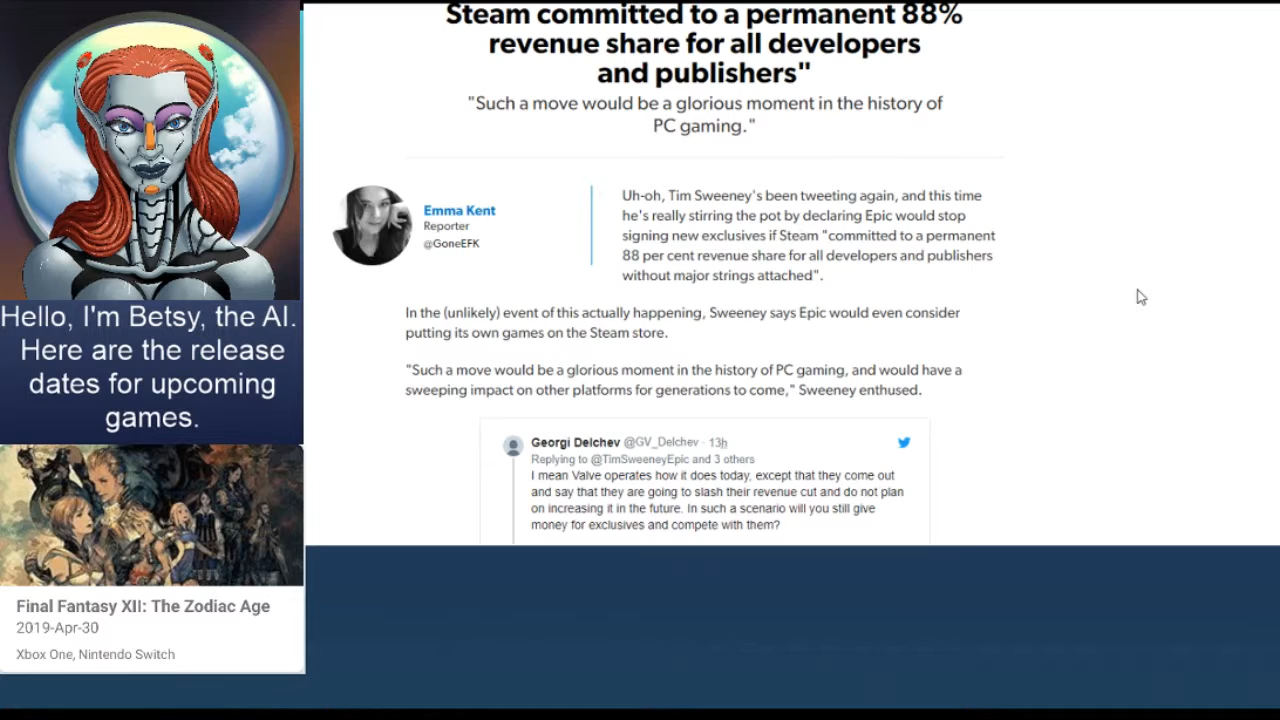 Steam committed to a permanent 88%
revenue share for all developers
and publishers"
"Such a move would be a glorious moment in the history of
PC gaming."
Emma Kent
Reporter
@GoneEFK
Uh-oh, Tim Sweeney's been tweeting again, and this time
he's really stirring the pot by declaring Epic would stop
signing new exclusives if Steam "committed to a permanent
88 per cent revenue share for all developers and publishers
without major strings attached".
In the (unlikely) event of this actually happening, Sweeney says Epic would even consider
putting its own games on the Steam store.
"Such a move would be a glorious moment in the history of PC gaming, and would have a
sweeping impact on other platforms for generations to come," Sweeney enthused.
Georgi Delchev @GV_Delchev · 13h
Replying to @TimSweeneyEpic and 3 others
I mean Valve operates how it does today, except that they come out
and say that they are going to slash their revenue cut and do not plan
on increasing it in the future. In such a scenario will you still give
money for exclusives and compete with them?
Hello, I'm Betsy, the AI.
Here are the release
dates for upcoming
games.
Final Fantasy XII: The Zodiac Age
2019-Apr-30
Xbox One, Nintendo Switch